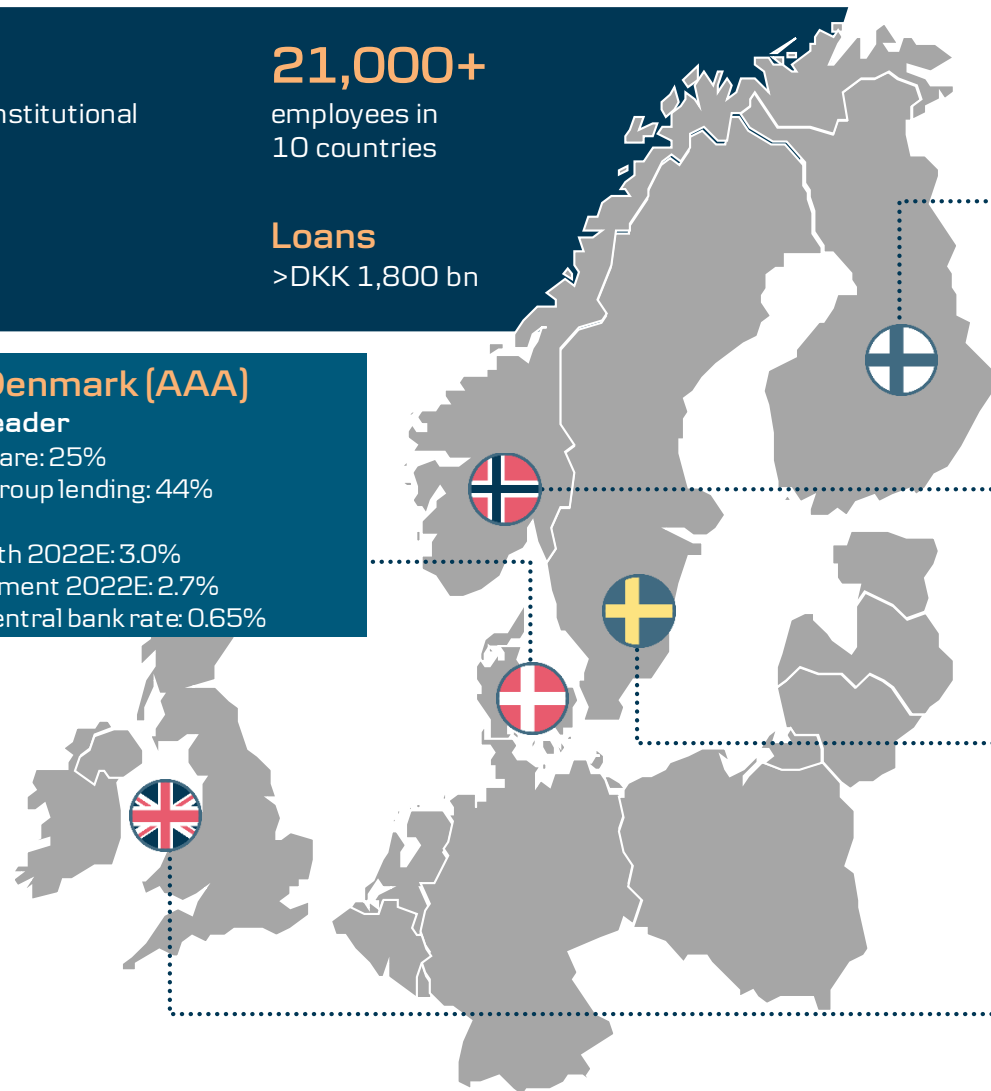 21,000+
nstitutional
employees in
10 countries
Loans
>DKK 1,800 bn
Denmark (AAA)
eader
are: 25%
roup lending: 44%
th 2022E: 3.0%
ment 2022E: 2.7%
entral bank rate: 0.65%